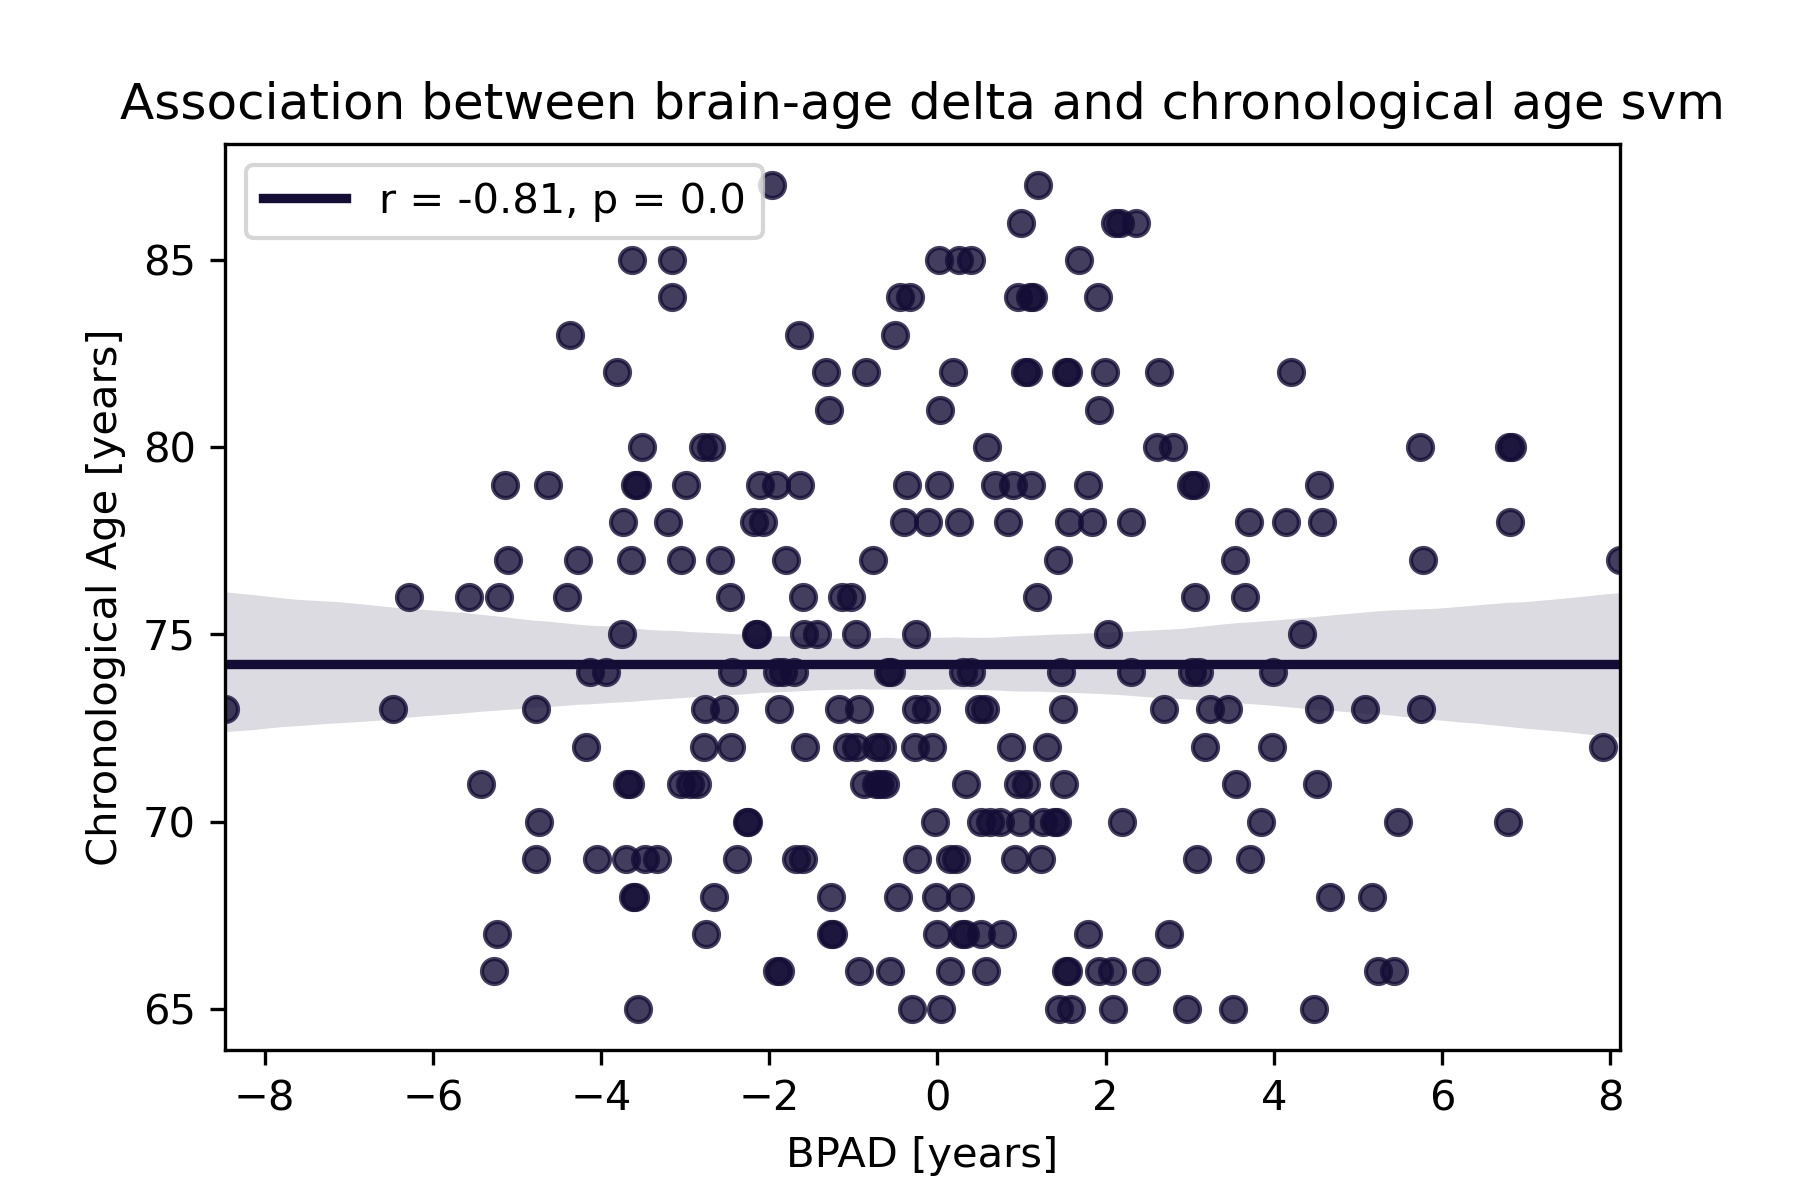 Association between brain-age delta and chronological age svm
r = -0.81, p = 0.0
Chronological Age [years]
85
80
75
70
65
−8 −6 −4 −2 0 2 4 6 8
BPAD [years]